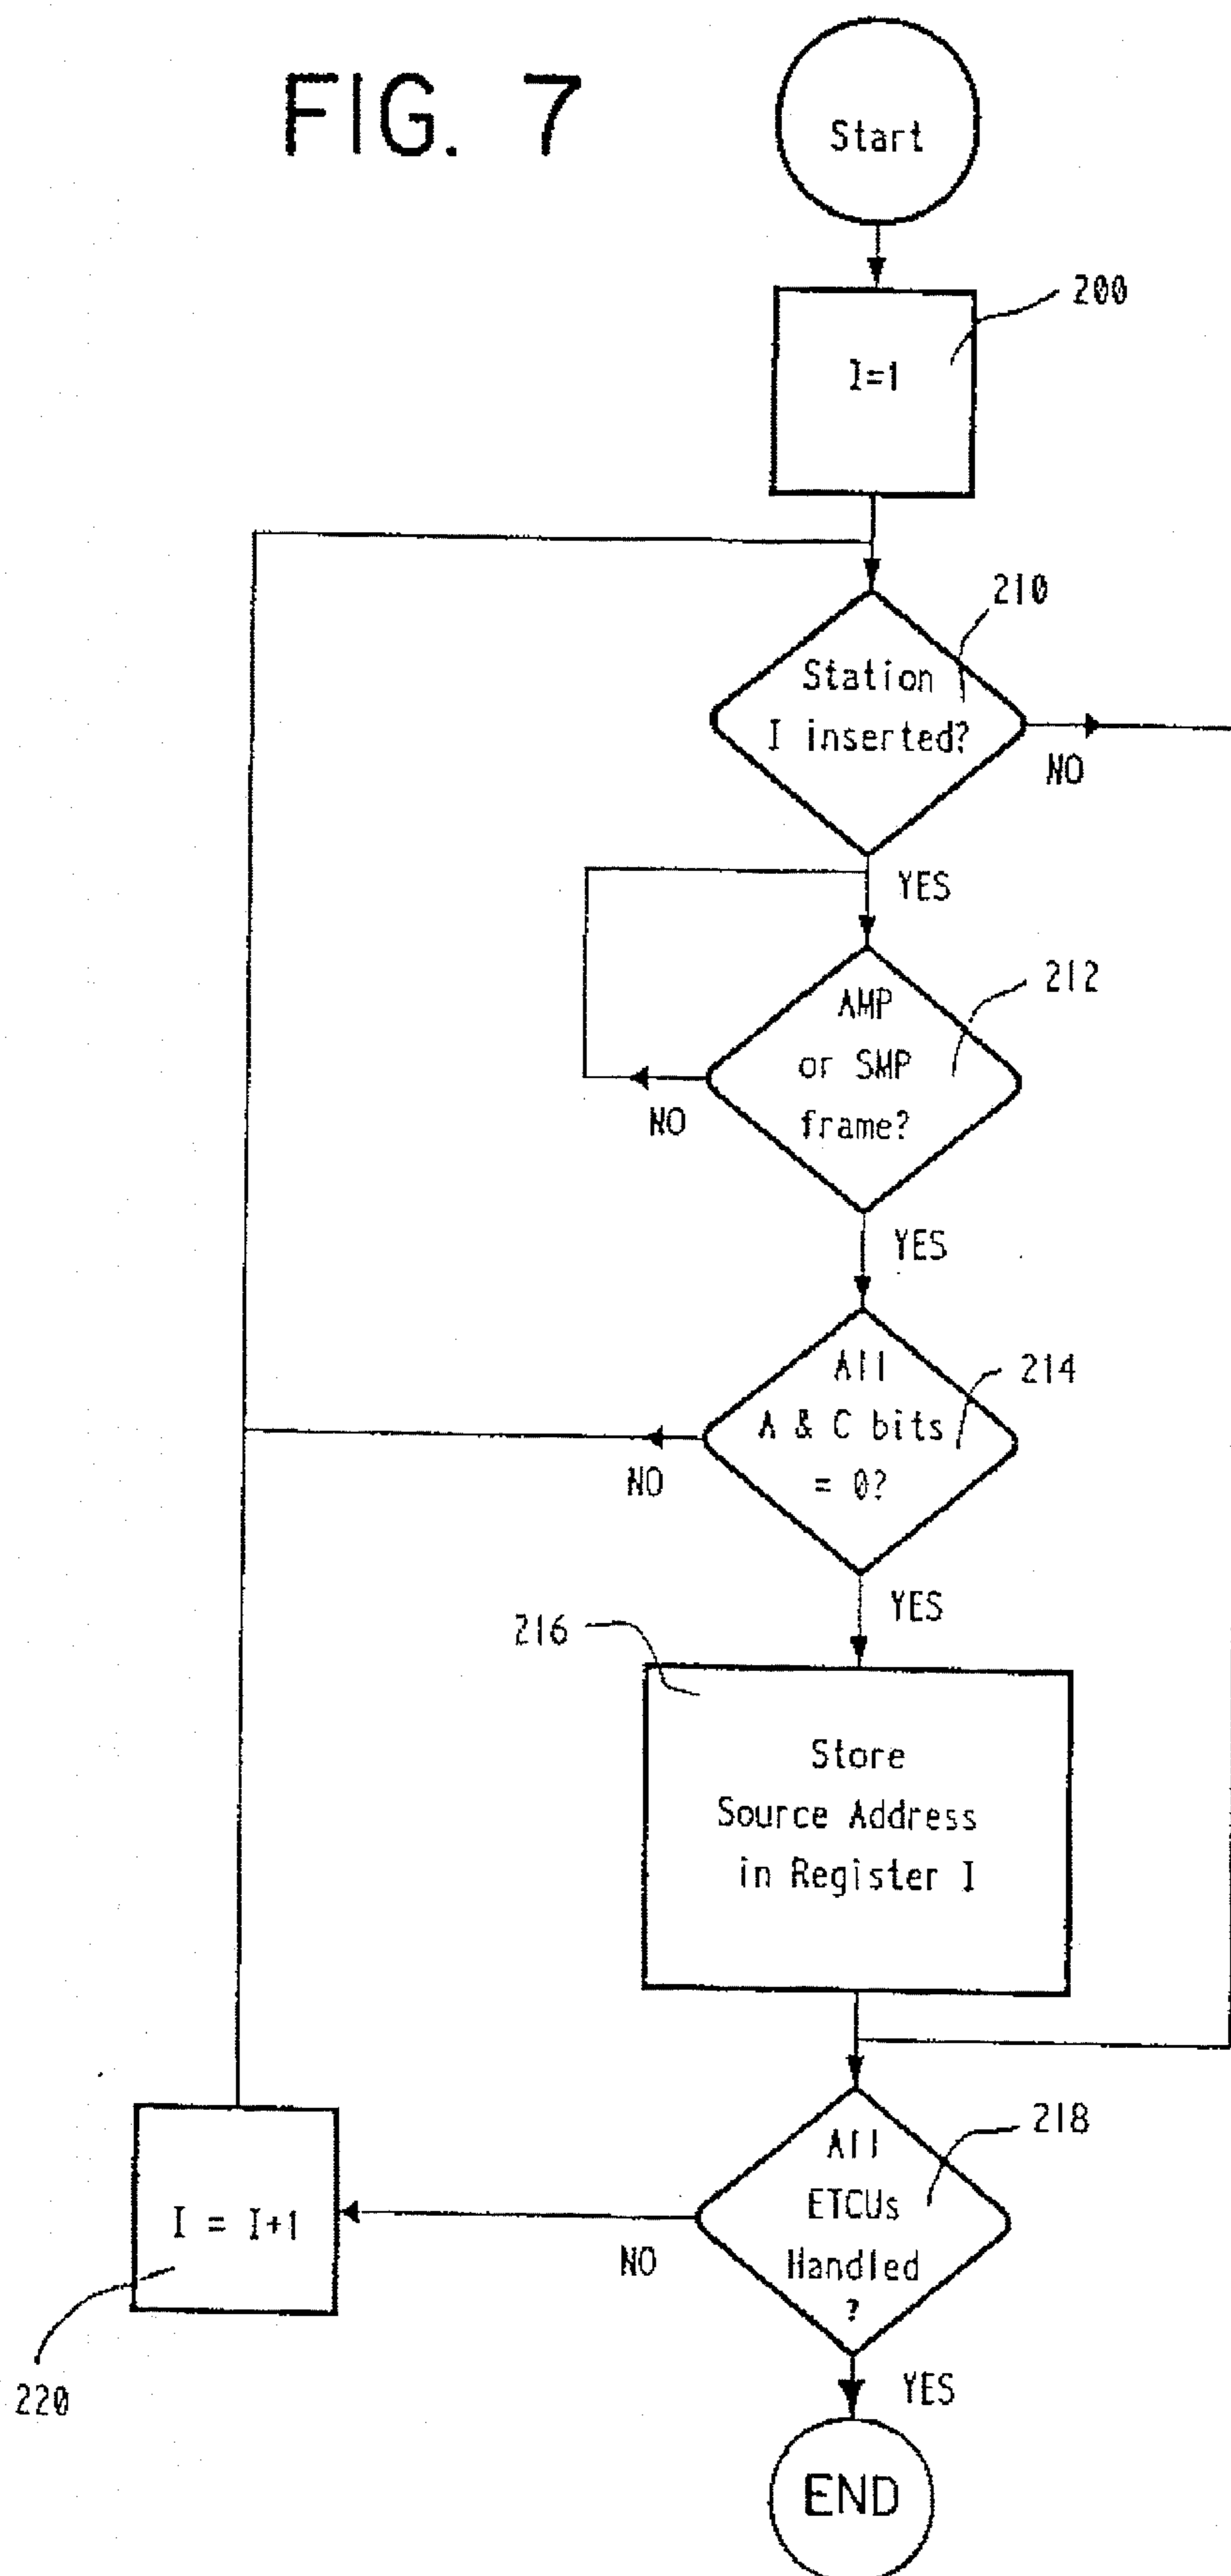 FIG. 7
Start
200
I=1
210
Station
I inserted?
NO
YES
212
AMP
or SMP
frame?
NO
YES
214
All
A & C bits
= 0?
NO
YES
216
Store
Source Address
in Register I
218
All
ETCUs
Handled
?
NO
I = I+1
220
YES
END